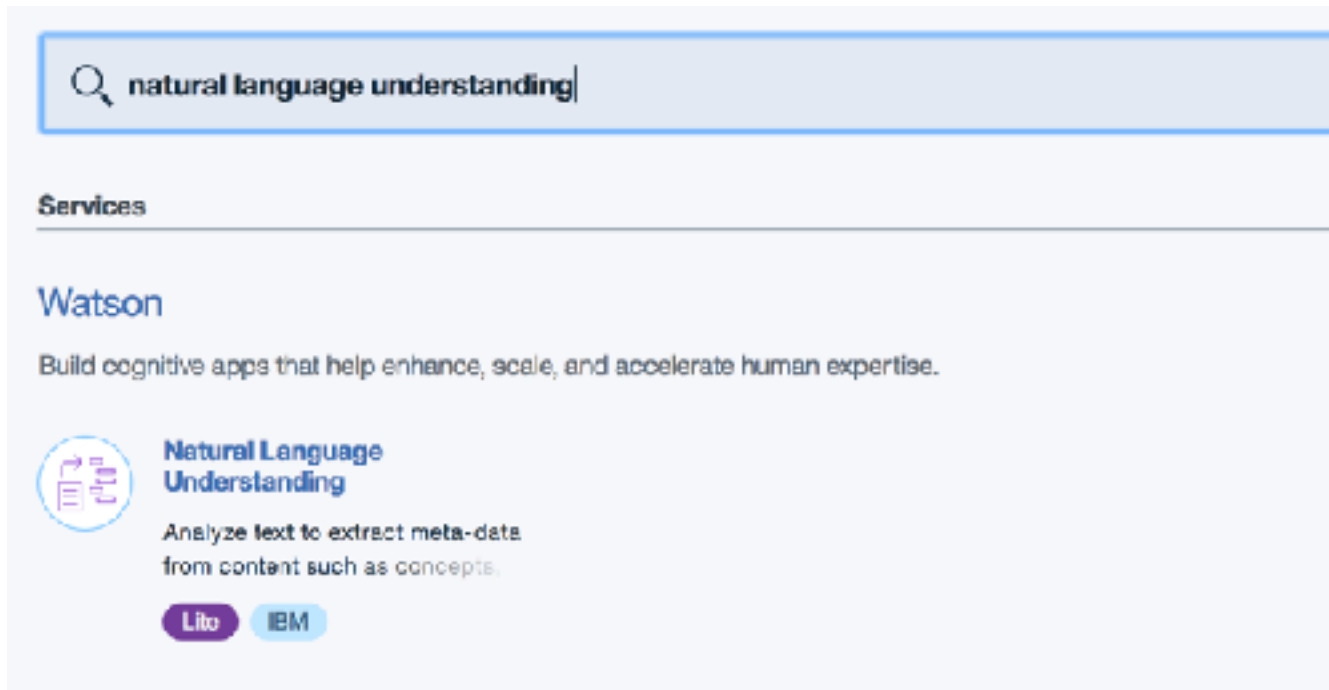 natural language understanding
Services
Watson
Build cognitive apps that help enhance, scale, and accelerate human expertise.
Natural Language
Understanding
Analyze text to extract meta-data
from content such as concepts,
Lite
IBM